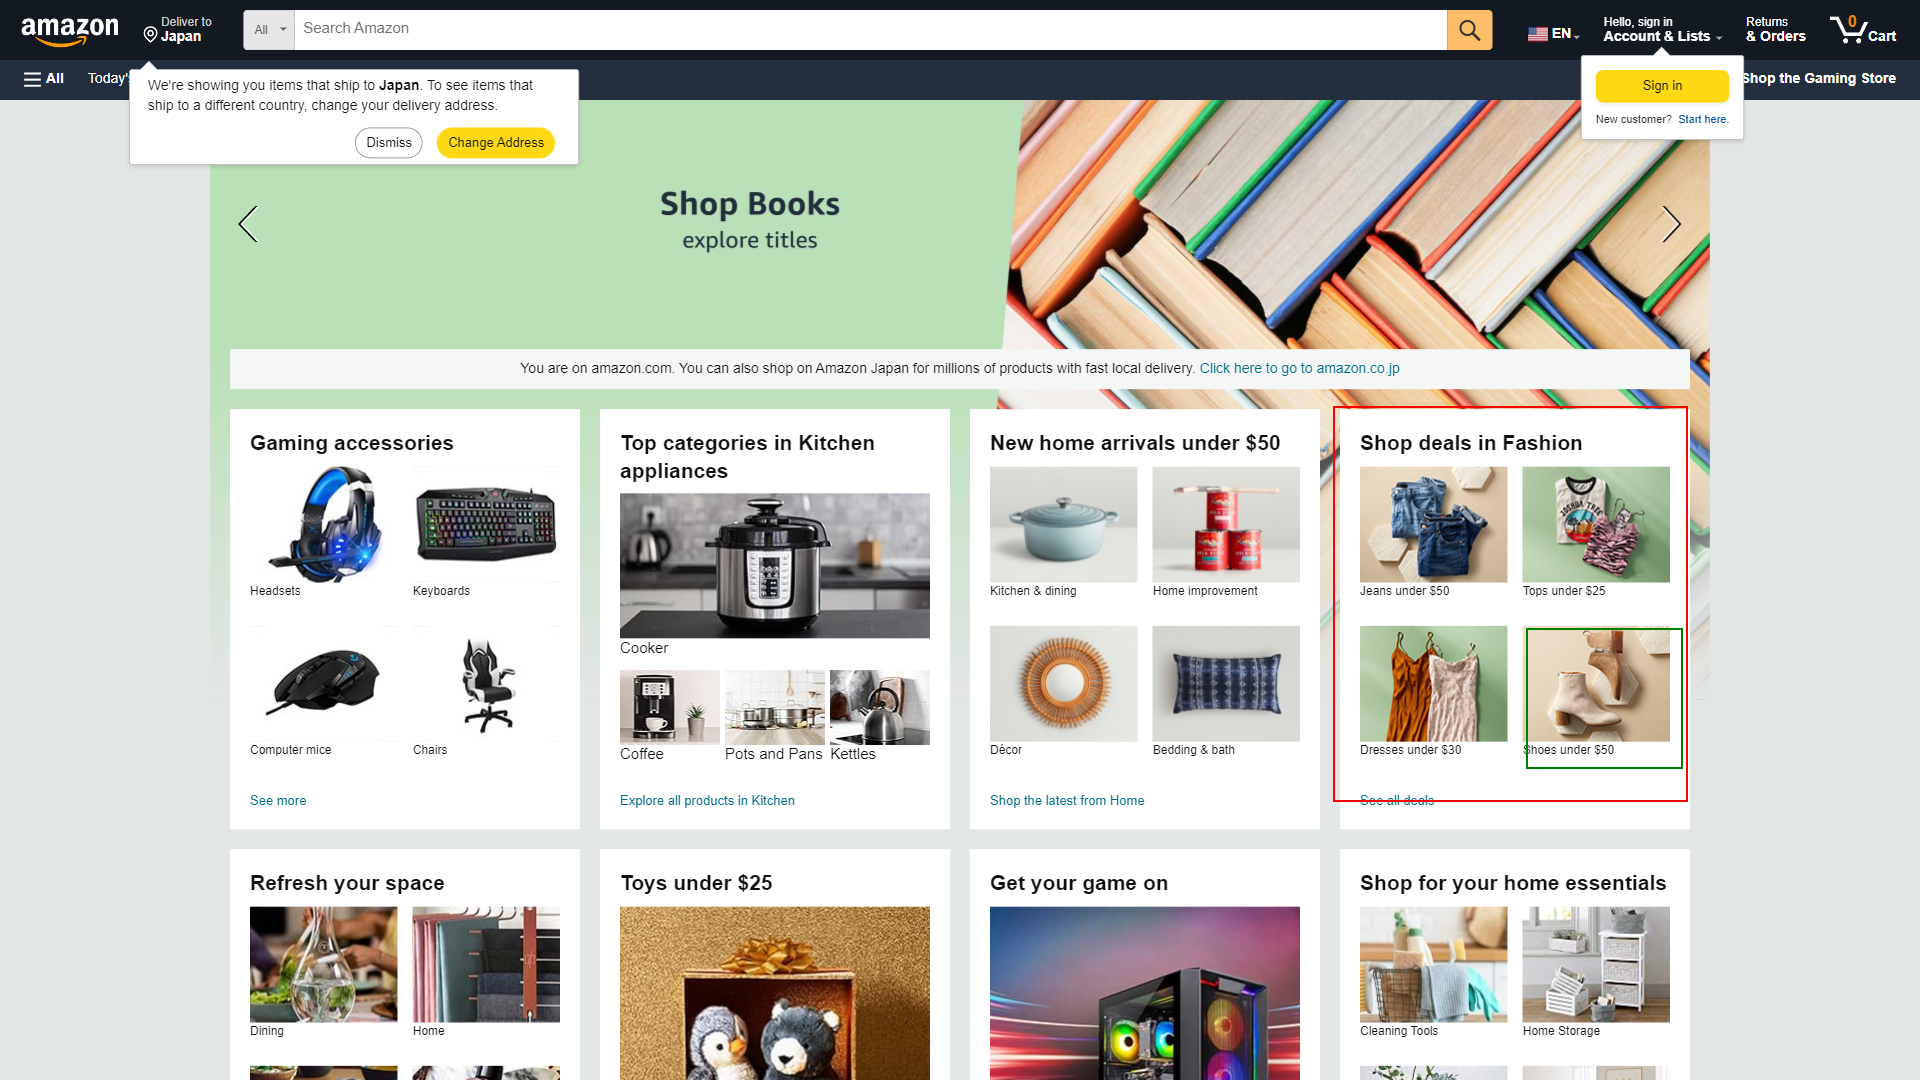 amazon
Deliver to
Japan
All
Search Amazon
EN
Hello, sign in
Account & Lists
Returns
& Orders
0
Cart
All
Today's
Shop the Gaming Store
We're showing you items that ship to Japan. To see items that
ship to a different country, change your delivery address.
Dismiss
Change Address
Sign in
New customer? Start here.
Shop Books
explore titles
You are on amazon.com. You can also shop on Amazon Japan for millions of products with fast local delivery. Click here to go to amazon.co.jp
Gaming accessories
Headsets
Keyboards
Computer mice
Chairs
See more
Top categories in Kitchen
appliances
Cooker
Coffee
Pots and Pans
Kettles
Explore all products in Kitchen
New home arrivals under $50
Kitchen & dining
Home improvement
Décor
Bedding & bath
Shop the latest from Home
Shop deals in Fashion
JOSHUA TREE
Jeans under $50
Tops under $25
Dresses under $30
Shoes under $50
See all deals
Refresh your space
Dining
Home
Toys under $25
Get your game on
Shop for your home essentials
Cleaning Tools
Home Storage